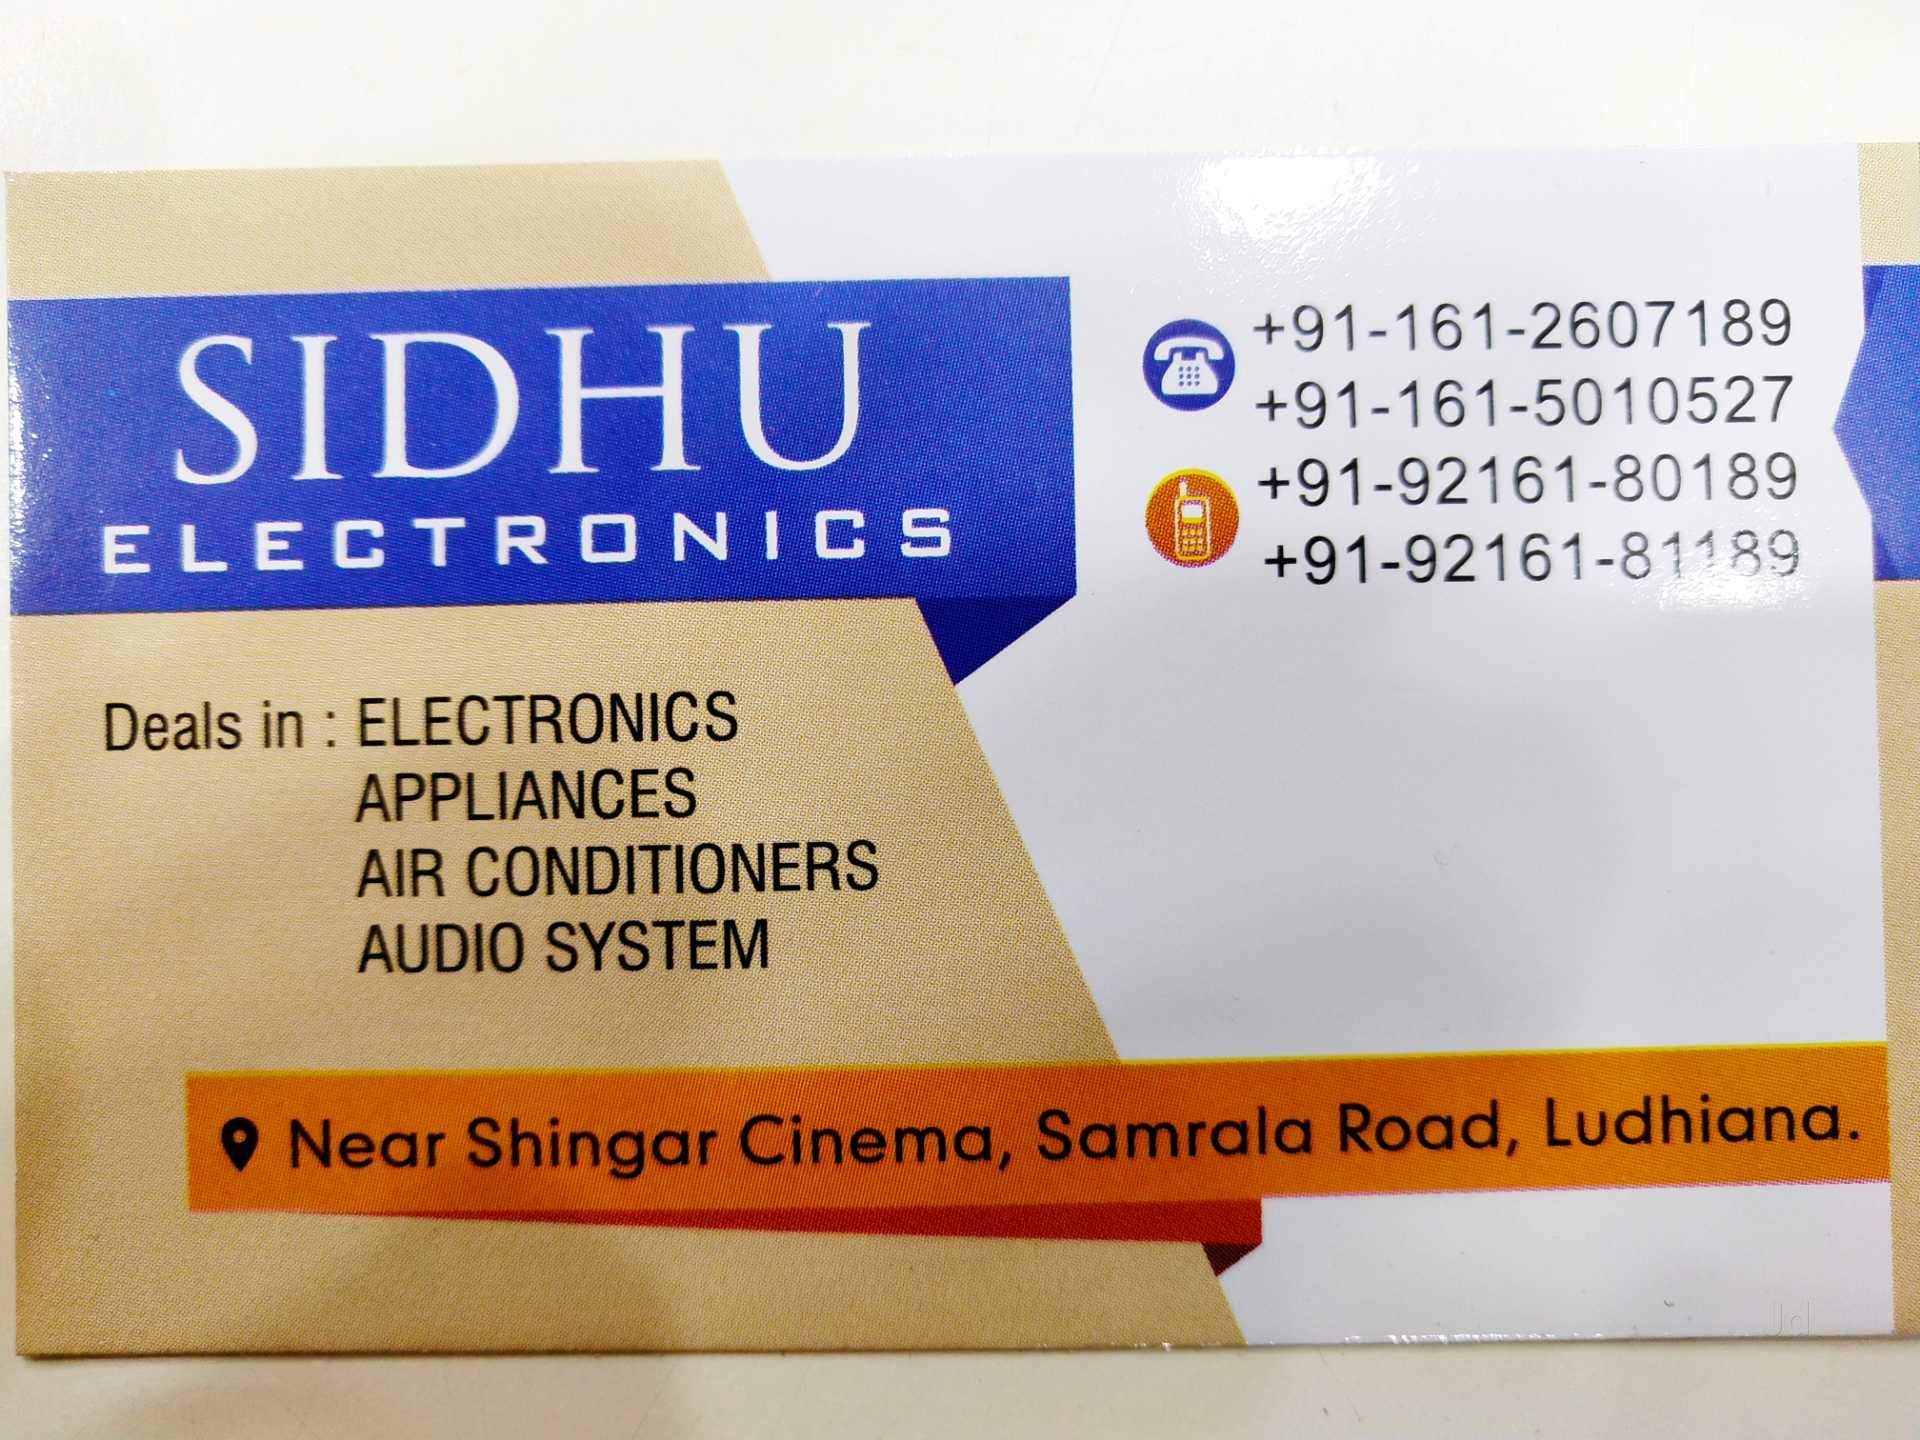 SIDHU
ELECTRONICS
+91-161-2607189
+91-161-5010527
+91-92161-80189
+91-92161-81189
Deals in : ELECTRONICS
APPLIANCES
AIR CONDITIONERS
AUDIO SYSTEM
Near Shingar Cinema, Samrala Road, Ludhiana.
Jd